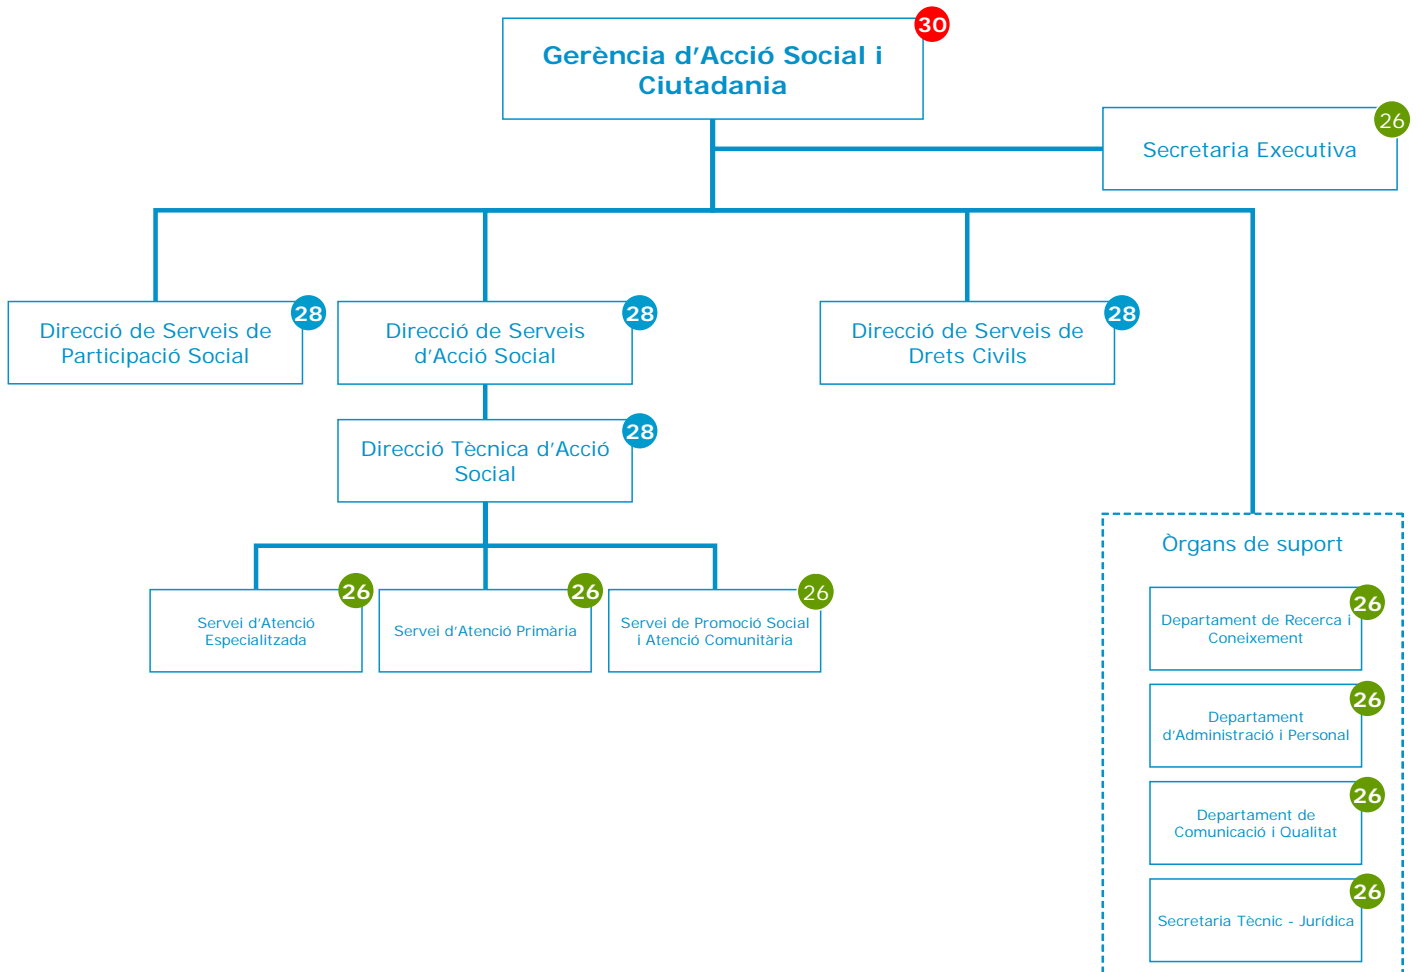 30
Gerència d'Acció Social i
Ciutadania
26
Secretaria Executiva
28
Direcció de Serveis de
Participació Social
28
Direcció de Serveis
d'Acció Social
28
Direcció de Serveis de
Drets Civils
28
Direcció Tècnica d'Acció
Social
26
Servei d'Atenció
Especialitzada
26
Servei d'Atenció Primària
26
Servei de Promoció Social
i Atenció Comunitària
Òrgans de suport
26
Departament de Recerca i
Coneixement
26
Departament
d'Administració i Personal
26
Departament de
Comunicació i Qualitat
26
Secretaria Tècnic - Jurídica